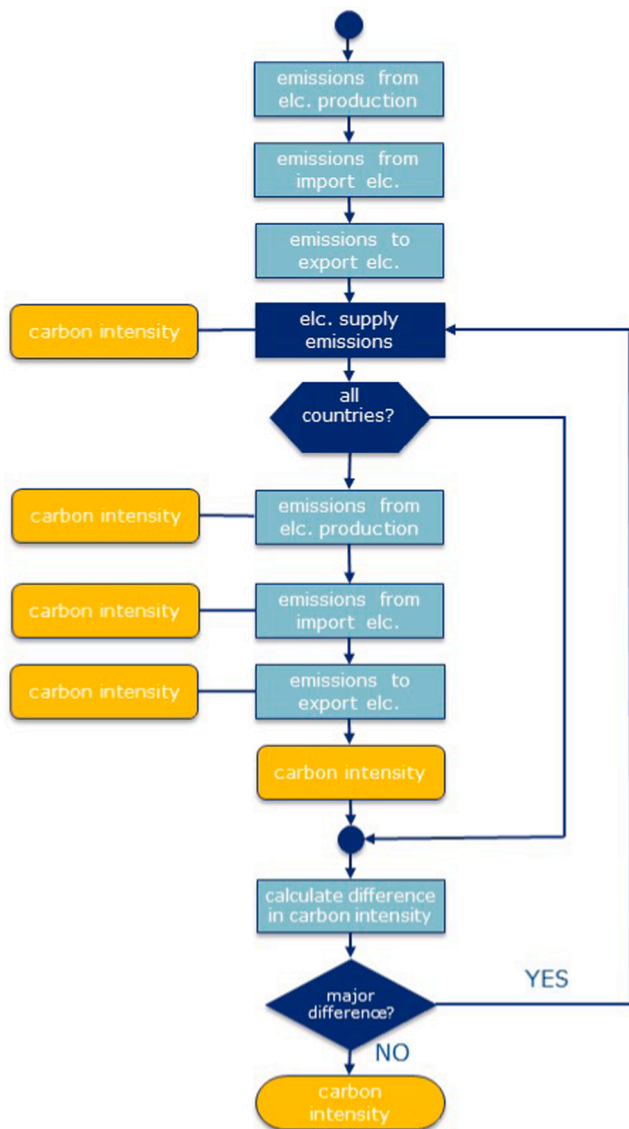 emissions from
elc. production
emissions from
import elc.
emissions to
export elc.
carbon intensity
elc. supply
emissions
all
countries?
carbon intensity
emissions from
elc. production
carbon intensity
emissions from
import elc.
carbon intensity
emissions to
export elc.
carbon intensity
calculate difference
in carbon intensity
YES
major
difference?
NO
carbon
intensity